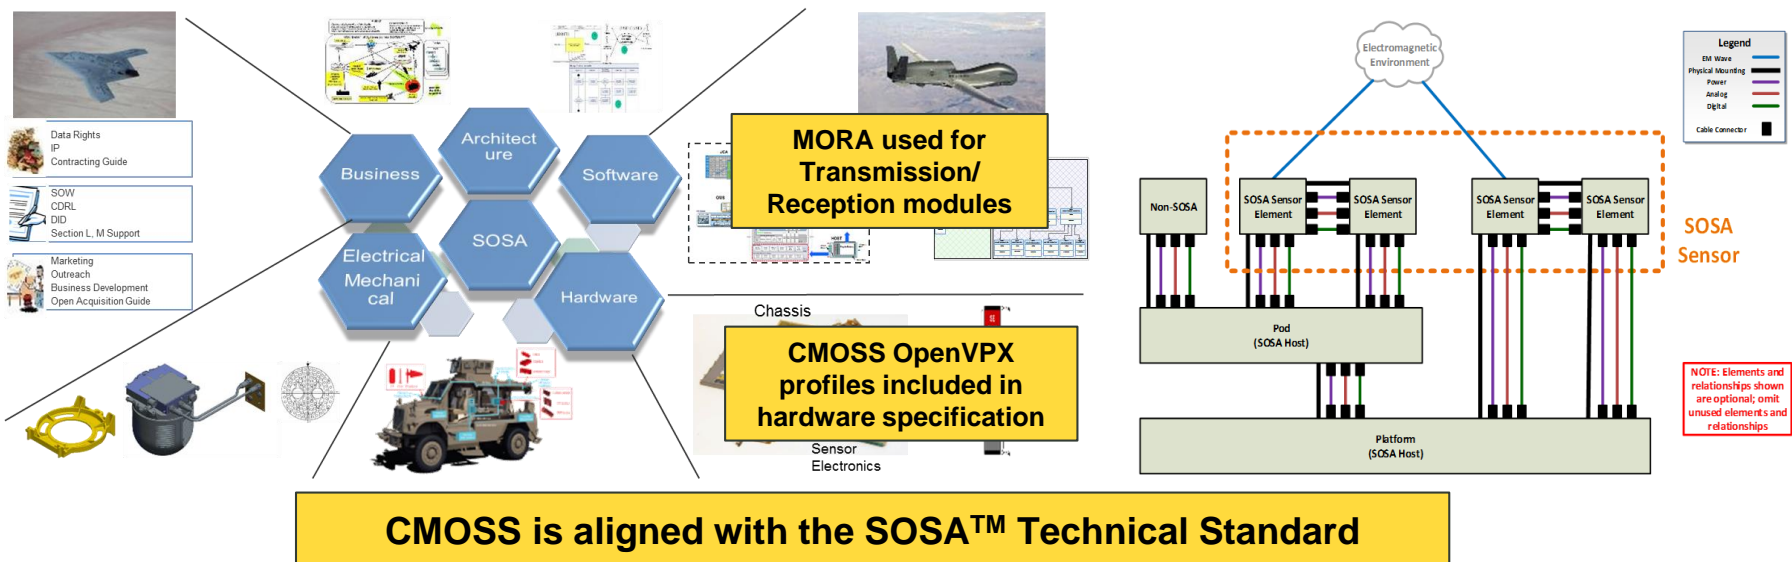 Data Rights
IP
Contracting Guide
SOW
CDRL
DID
Section L, M Support
Marketing
Outreach
Business Development
Open Acquisition Guide
Business
Architect
ure
Software
SOSA
Electrical
Mechani
cal
Hardware
MORA used for
Transmission/
Reception modules
Chassis
CMOSS OpenVPX
profiles included in
hardware specification
Sensor
Electronics
Electromagnetic
Environment
Legend
EM Wave
Physical Mounting
Power
Analog
Digital
Cable Connector
Non-SOSA
SOSA Sensor
Element
SOSA Sensor
Element
SOSA Sensor
Element
SOSA Sensor
Element
SOSA
Sensor
Pod
(SOSA Host)
Platform
(SOSA Host)
NOTE: Elements and
relationships shown
are optional; omit
unused elements and
relationships
CMOSS is aligned with the SOSA™ Technical Standard